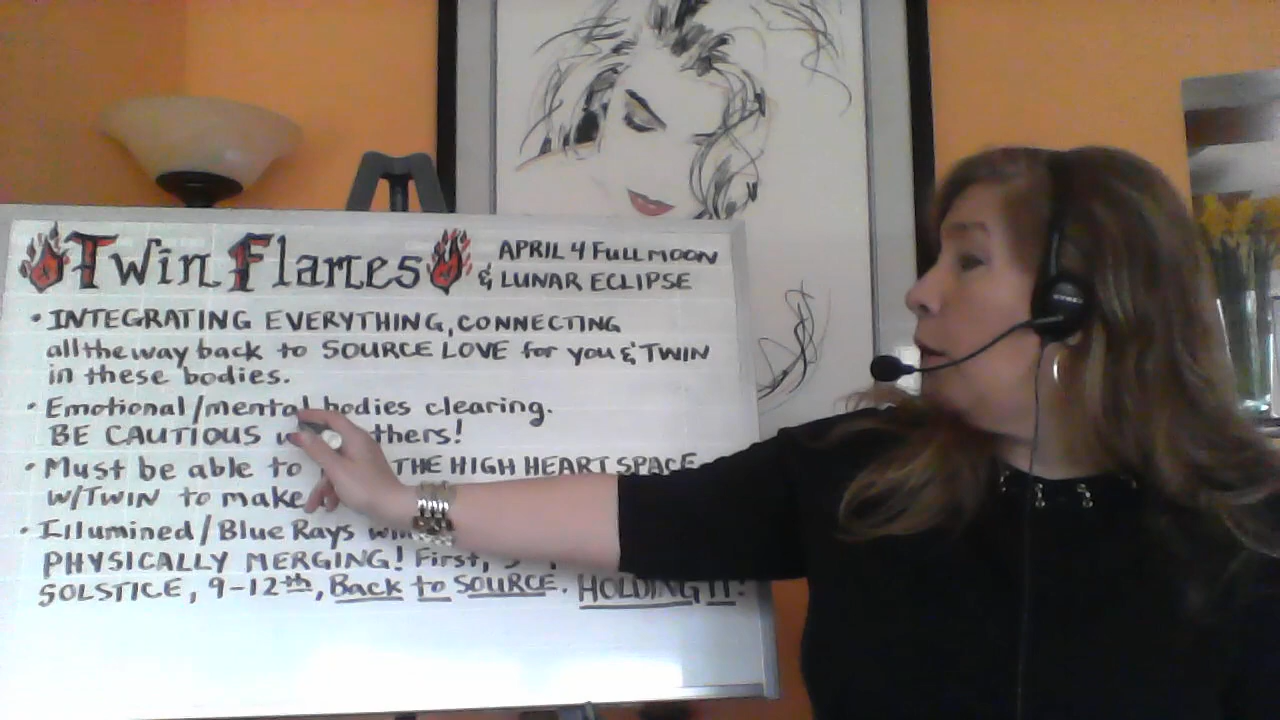 Twin Flames APRIL 4 FULL MOON
& LUNAR ECLIPSE
• INTEGRATING EVERYTHING, CONNECTING
all the way back to SOURCE LOVE for you & TWIN
in these bodies.
• Emotional/mental bodies clearing.
BE CAUTIOUS thers!
• Must be able to THE HIGH HEART SPACE
w/TWIN to make
• Illumined/Blue Rays
PHYSICALLY MERGING! First,
SOLSTICE, 9-12th, Back to SOURCE. HOLDING IT!